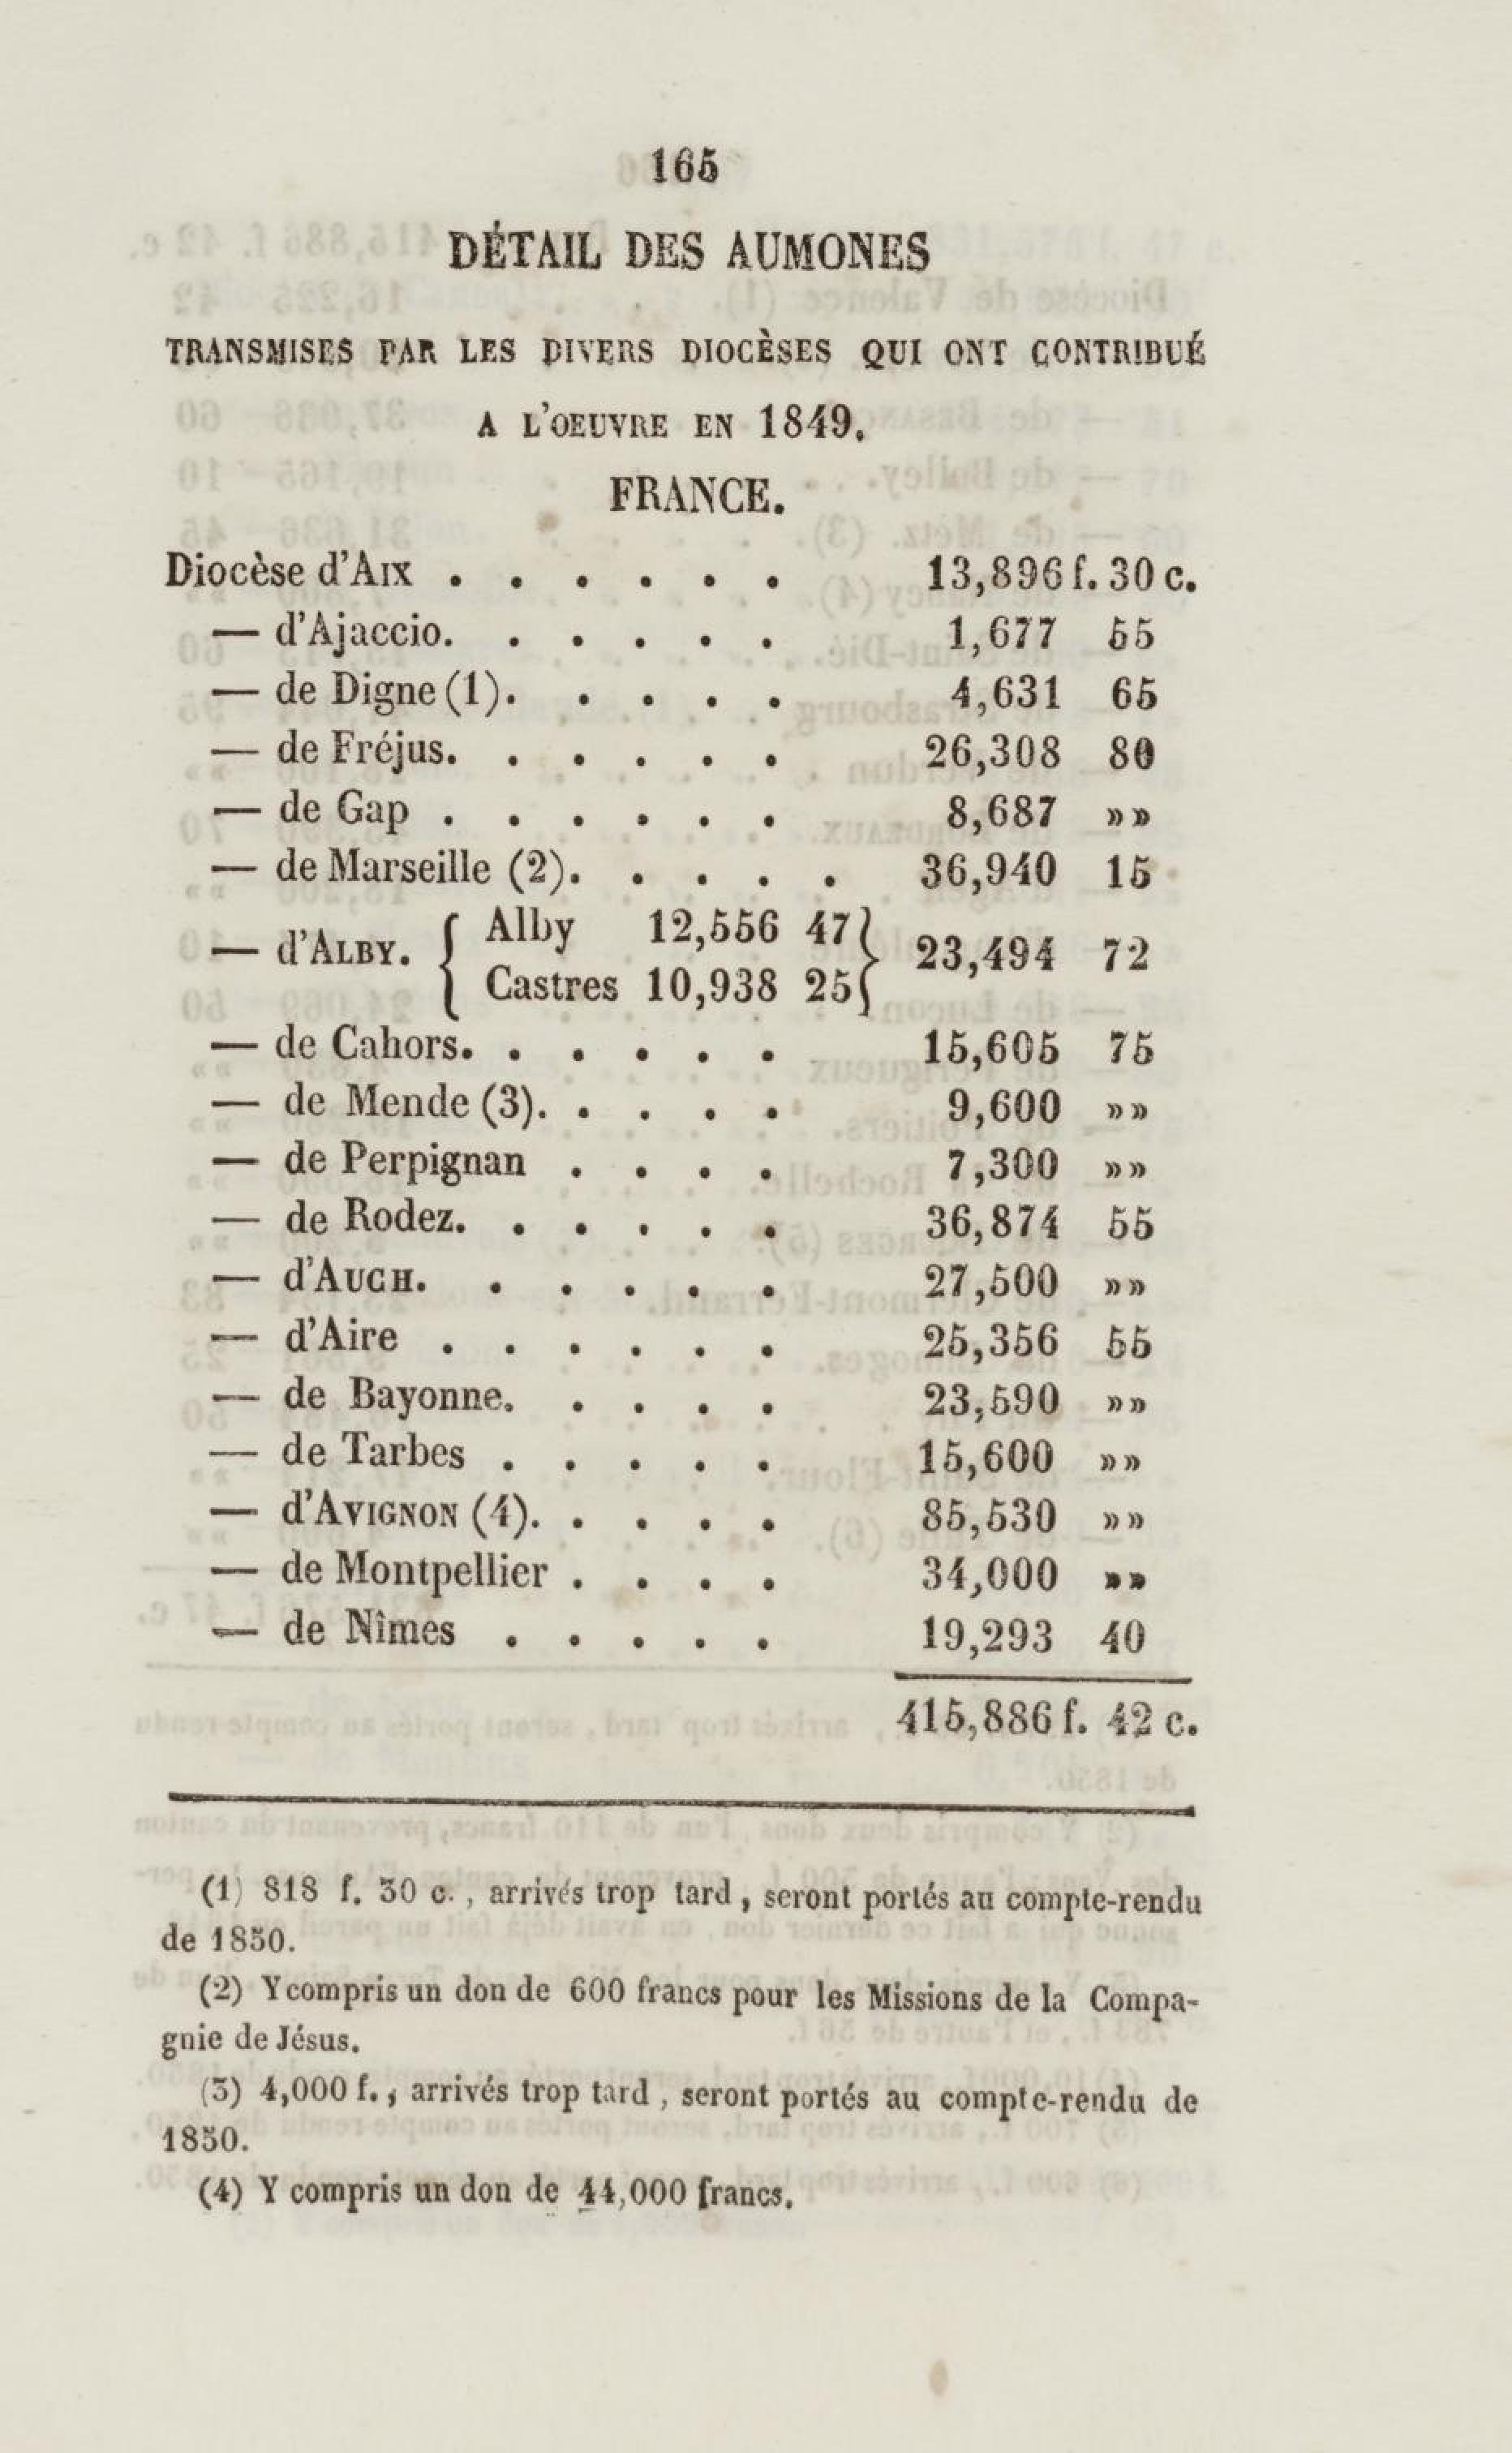 165
DÉTAIL DES AUMONES
TRANSMISES PAR LES DIVERS DIOCÈSES QUI ONT CONTRIBUÉ
A L'OEUVRE EN 1849.
FRANCE.
Diocèse d'AIX . . . . . . 13,896 f. 30 c.
— d'Ajaccio. . . . . . 1,677 55
— de Digne (1). . . . . 4,631 65
— de Fréjus. . . . . . 26,308 80
— de Gap . . . . . . 8,687 »»
— de Marseille (2). . . . . 36,940 15
— d'ALBY. { Alby 12,556 47 } 23,494 72
Castres 10,938 25
— de Cahors. . . . . . 15,605 75
— de Mende (3). . . . . 9,600 »»
— de Perpignan . . . . 7,300 »»
— de Rodez. . . . . . 36,874 55
— d'AUCH. . . . . . 27,500 »»
— d'Aire . . . . . . 25,356 55
— de Bayonne. . . . . 23,590 »»
— de Tarbes . . . . . 15,600 »»
— d'AVIGNON (4). . . . . 85,530 »»
— de Montpellier . . . . 34,000 »»
— de Nîmes . . . . . 19,293 40
415,886 f. 42 c.
(1) 818 f. 30 c., arrivés trop tard, seront portés au compte-rendu
de 1850.
(2) Y compris un don de 600 francs pour les Missions de la Compa-
gnie de Jésus.
(3) 4,000 f., arrivés trop tard, seront portés au compte-rendu de
1850.
(4) Y compris un don de 44,000 francs.